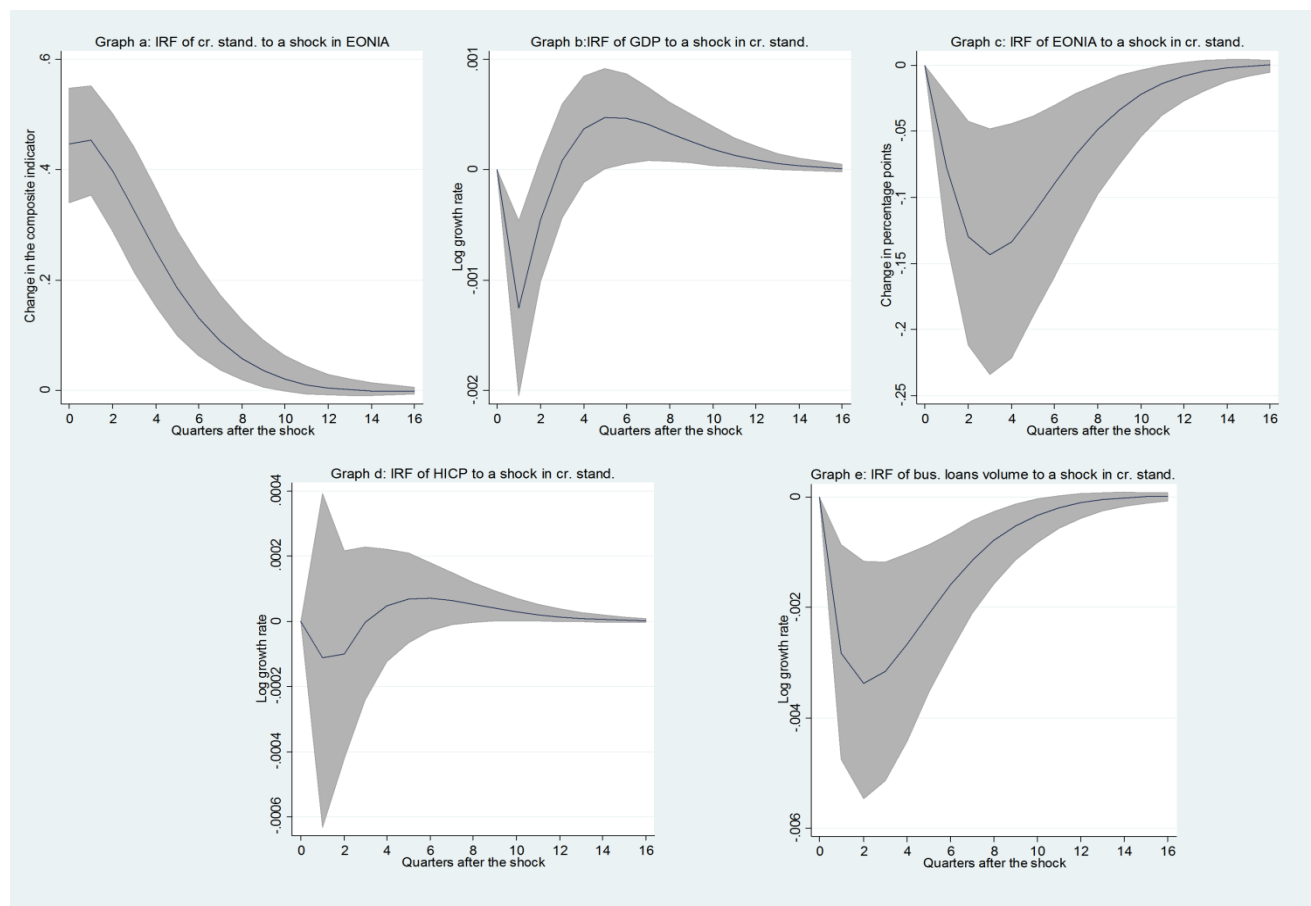 Graph a: IRF of cr. stand. to a shock in EONIA
Change in the composite indicator
.6
.4
.2
0
0 2 4 6 8 10 12 14 16
Quarters after the shock
Graph b:IRF of GDP to a shock in cr. stand.
Log growth rate
.001
0
-.001
-.002
0 2 4 6 8 10 12 14 16
Quarters after the shock
Graph c: IRF of EONIA to a shock in cr. stand.
Change in percentage points
0
-.05
-.1
-.15
-.2
-.25
0 2 4 6 8 10 12 14 16
Quarters after the shock
Graph d: IRF of HICP to a shock in cr. stand.
Log growth rate
.0004
.0002
0
-.0002
-.0004
-.0006
0 2 4 6 8 10 12 14 16
Quarters after the shock
Graph e: IRF of bus. loans volume to a shock in cr. stand.
Log growth rate
0
-.002
-.004
-.006
0 2 4 6 8 10 12 14 16
Quarters after the shock